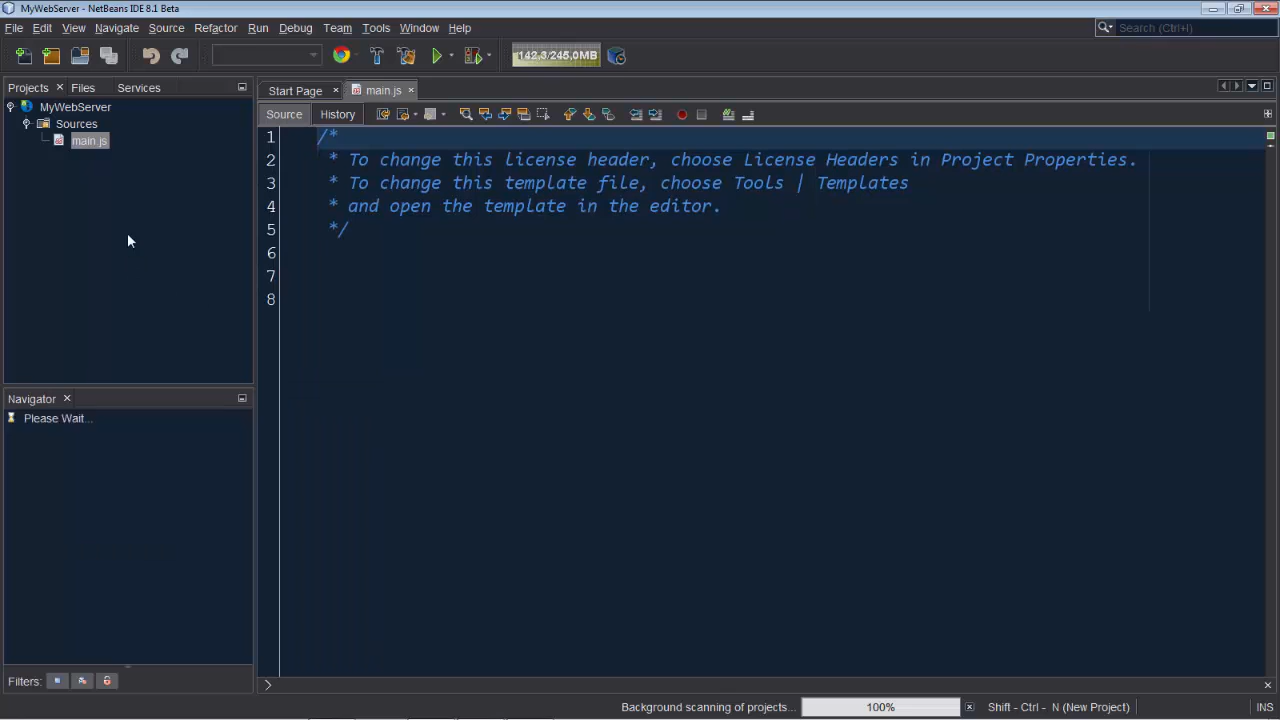 MyWebServer - NetBeans IDE 8.1 Beta
File Edit View Navigate Source Refactor Run Debug Team Tools Window Help
Search (Ctrl+I)
142,3/245,0MB
Projects Files Services
Start Page main.js
MyWebServer
Sources
main.js
Source History
1 /*
2 * To change this license header, choose License Headers in Project Properties.
3 * To change this template file, choose Tools | Templates
4 * and open the template in the editor.
5 */
6
7
8
Navigator
Please Wait...
Filters:
Background scanning of projects... 100% Shift - Ctrl - N (New Project) INS